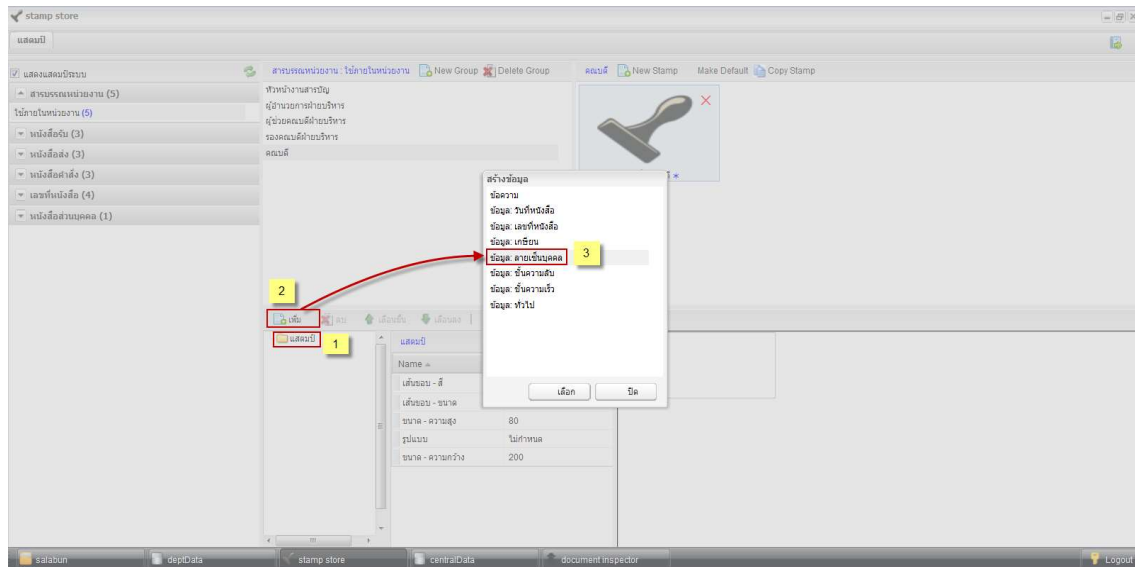 stamp store
แสตมป์
แสดงแสตมป์ระบบ
สารบรรณหน่วยงาน (5)
ใช้ภายในหน่วยงาน (5)
หนังสือรับ (3)
หนังสือส่ง (3)
หนังสือคำสั่ง (3)
เลขที่หนังสือ (4)
หนังสือส่วนบุคคล (1)
สารบรรณหน่วยงาน : ใช้ภายในหน่วยงาน New Group Delete Group
หัวหน้างานสารบัญ
ผู้อำนวยการฝ่ายบริหาร
ผู้ช่วยคณบดีฝ่ายบริหาร
รองคณบดีฝ่ายบริหาร
คณบดี
คณบดี New Stamp Make Default Copy Stamp
สร้างข้อมูล
ข้อความ
ข้อมูล: วันที่หนังสือ
ข้อมูล: เลขที่หนังสือ
ข้อมูล: เกษียน
ข้อมูล: ลายเซ็นบุคคล
3
ข้อมูล: ชั้นความลับ
ข้อมูล: ชั้นความเร็ว
ข้อมูล: ทั่วไป
เลือก ปิด
2
เพิ่ม ลบ เลื่อนขึ้น เลื่อนลง
แสตมป์
1
แสตมป์
Name
เส้นขอบ - สี
เส้นขอบ - ขนาด
ขนาด - ความสูง 80
รูปแบบ ไม่กำหนด
ขนาด - ความกว้าง 200
salabun deptData stamp store centralData document inspector Logout